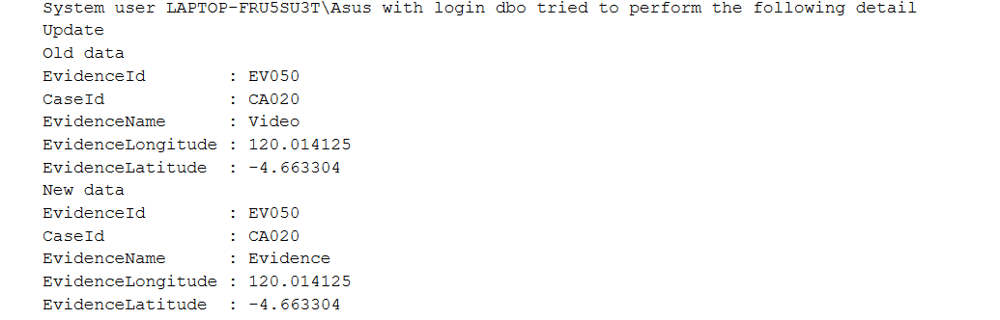 System user LAPTOP-FRU5SU3T\Asus with login dbo tried to perform the following detail
Update
Old data
EvidenceId        : EV050
CaseId            : CA020
EvidenceName      : Video
EvidenceLongitude : 120.014125
EvidenceLatitude  : -4.663304
New data
EvidenceId        : EV050
CaseId            : CA020
EvidenceName      : Evidence
EvidenceLongitude : 120.014125
EvidenceLatitude  : -4.663304